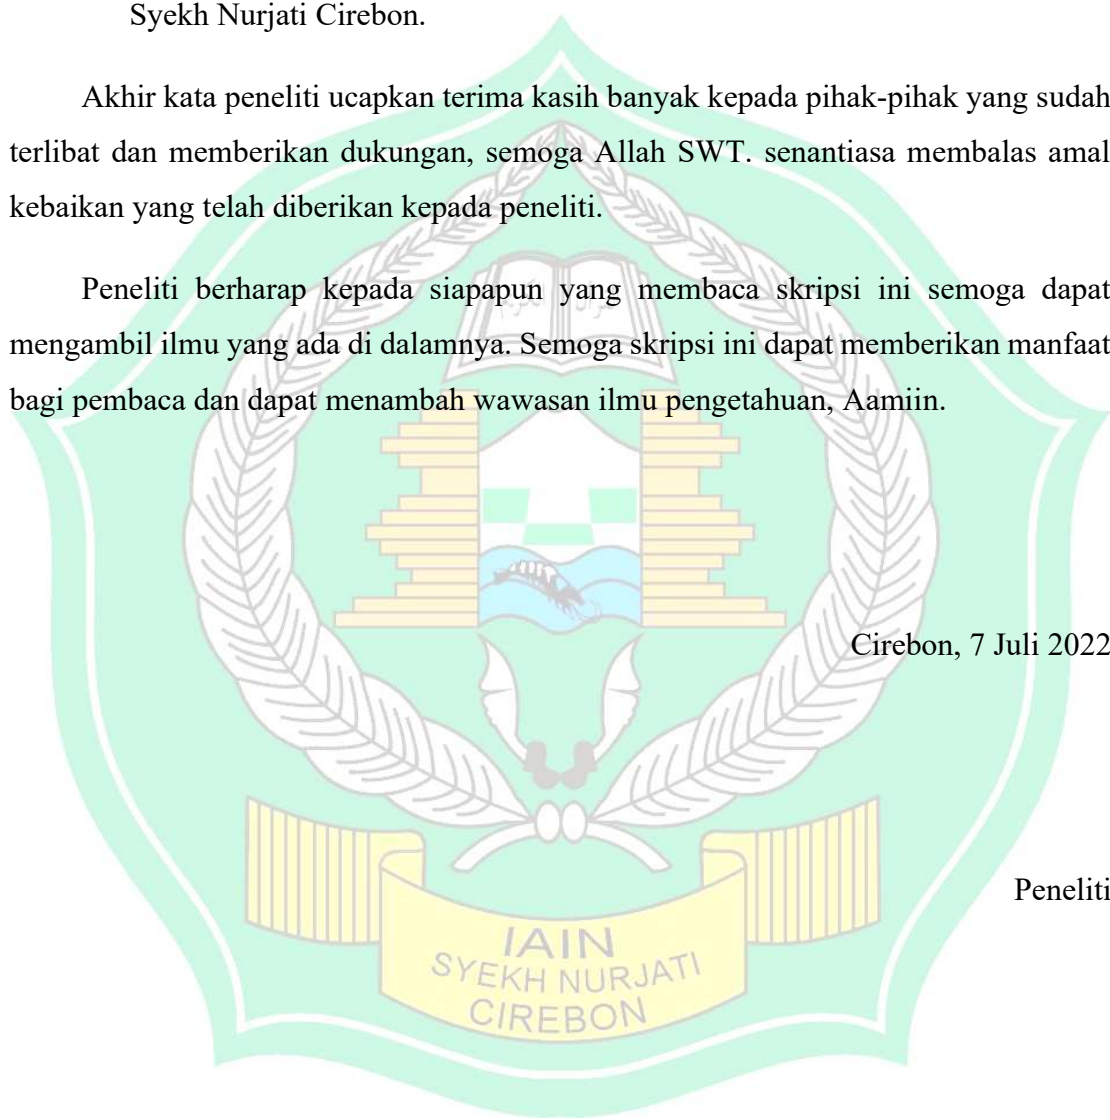 Syekh Nurjati Cirebon.
Akhir kata peneliti ucapkan terima kasih banyak kepada pihak-pihak yang sudah
terlibat dan memberikan dukungan, semoga Allah SWT. senantiasa membalas amal
kebaikan yang telah diberikan kepada peneliti.
Peneliti berharap kepada siapapun yang membaca skripsi ini semoga dapat
mengambil ilmu yang ada di dalamnya. Semoga skripsi ini dapat memberikan manfaat
bagi pembaca dan dapat menambah wawasan ilmu pengetahuan, Aamiin.
Cirebon, 7 Juli 2022
Peneliti
IAIN
SYEKH NURJATI
CIREBON